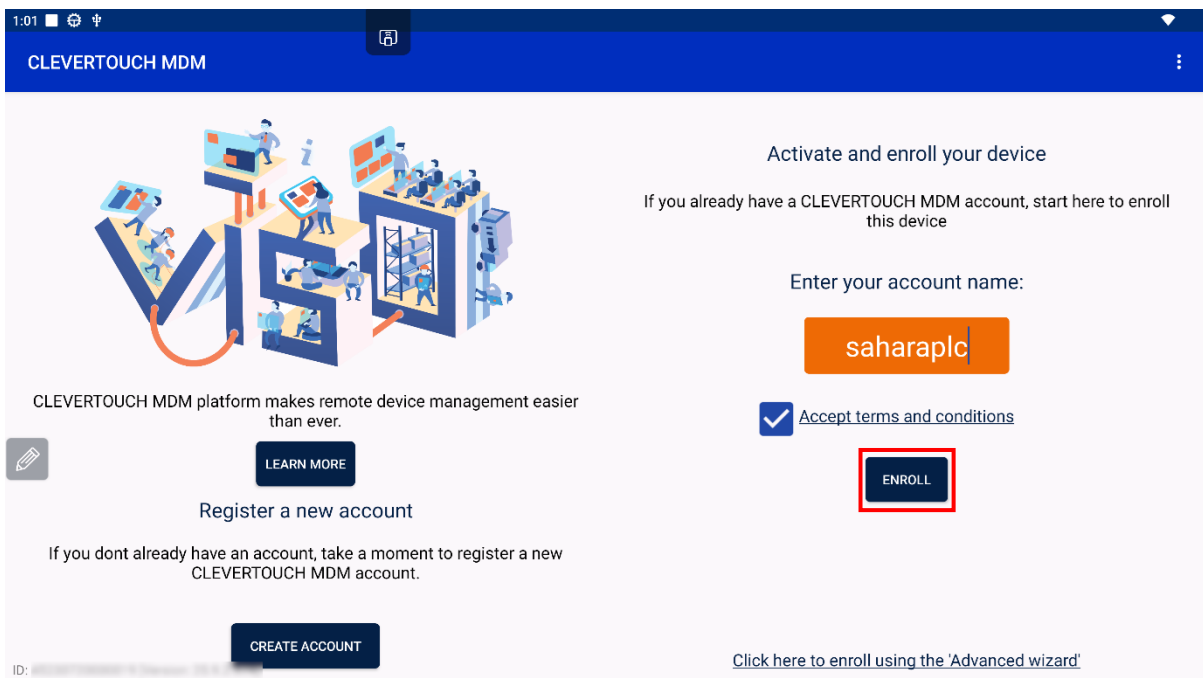 1:01
CLEVERTOUCH MDM
viso
CLEVERTOUCH MDM platform makes remote device management easier
than ever.
LEARN MORE
Register a new account
If you dont already have an account, take a moment to register a new
CLEVERTOUCH MDM account.
CREATE ACCOUNT
ID:
Activate and enroll your device
If you already have a CLEVERTOUCH MDM account, start here to enroll
this device
Enter your account name:
saharaplc
Accept terms and conditions
ENROLL
Click here to enroll using the 'Advanced wizard'